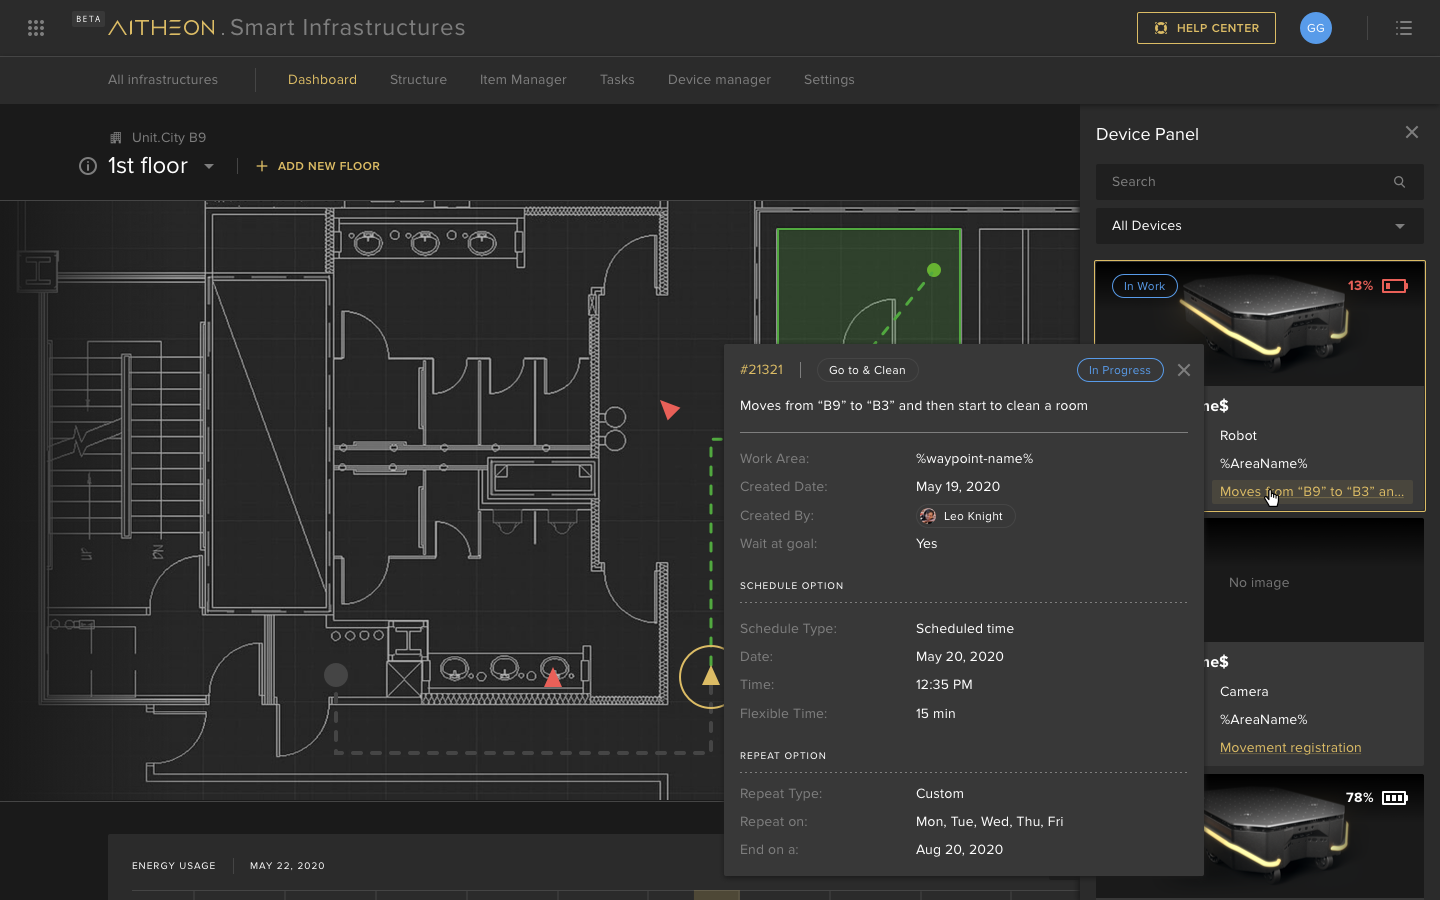 BETA
AITHEON . Smart Infrastructures
HELP CENTER
GG
All infrastructures
Dashboard
Structure
Item Manager
Tasks
Device manager
Settings
Unit.City B9
1st floor
ADD NEW FLOOR
Device Panel
Search
All Devices
In Work
13%
ne$
Robot
%AreaName%
Moves from “B9” to “B3” an...
No image
ne$
Camera
%AreaName%
Movement registration
78%
#21321
Go to & Clean
In Progress
Moves from “B9” to “B3” and then start to clean a room
Work Area: %waypoint-name%
Created Date: May 19, 2020
Created By: Leo Knight
Wait at goal: Yes
SCHEDULE OPTION
Schedule Type: Scheduled time
Date: May 20, 2020
Time: 12:35 PM
Flexible Time: 15 min
REPEAT OPTION
Repeat Type: Custom
Repeat on: Mon, Tue, Wed, Thu, Fri
End on a: Aug 20, 2020
UP
DN
ENERGY USAGE
MAY 22, 2020